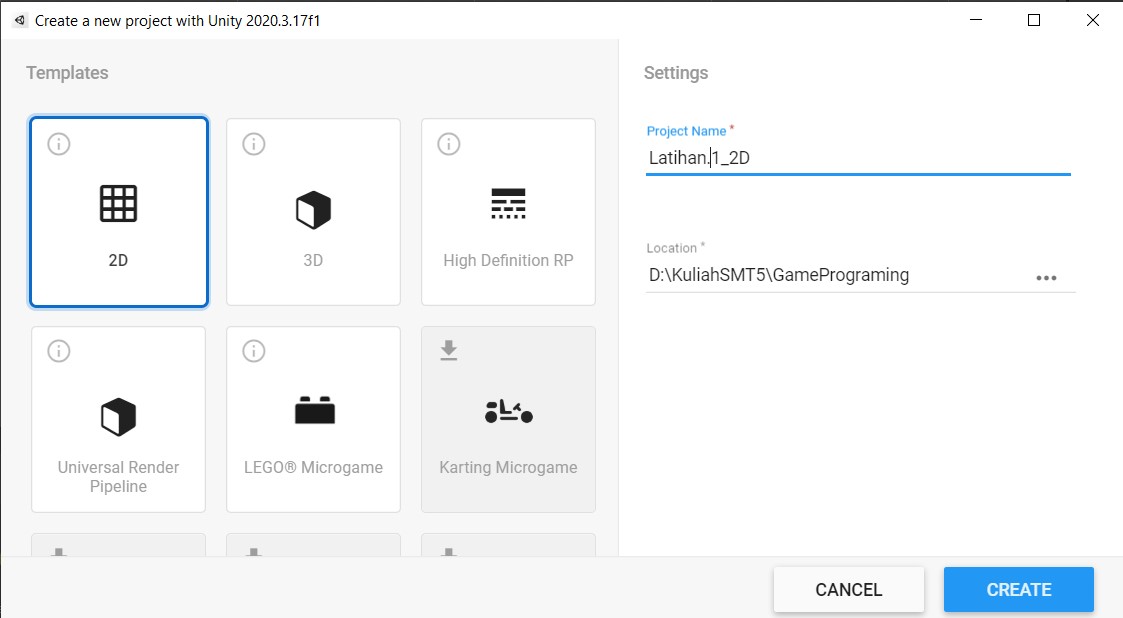 Create a new project with Unity 2020.3.17f1
Templates
2D
3D
High Definition RP
Universal Render
Pipeline
LEGO® Microgame
Karting Microgame
Settings
Project Name *
Latihan.1_2D
Location *
D:\KuliahSMT5\GamePrograming
CANCEL
CREATE